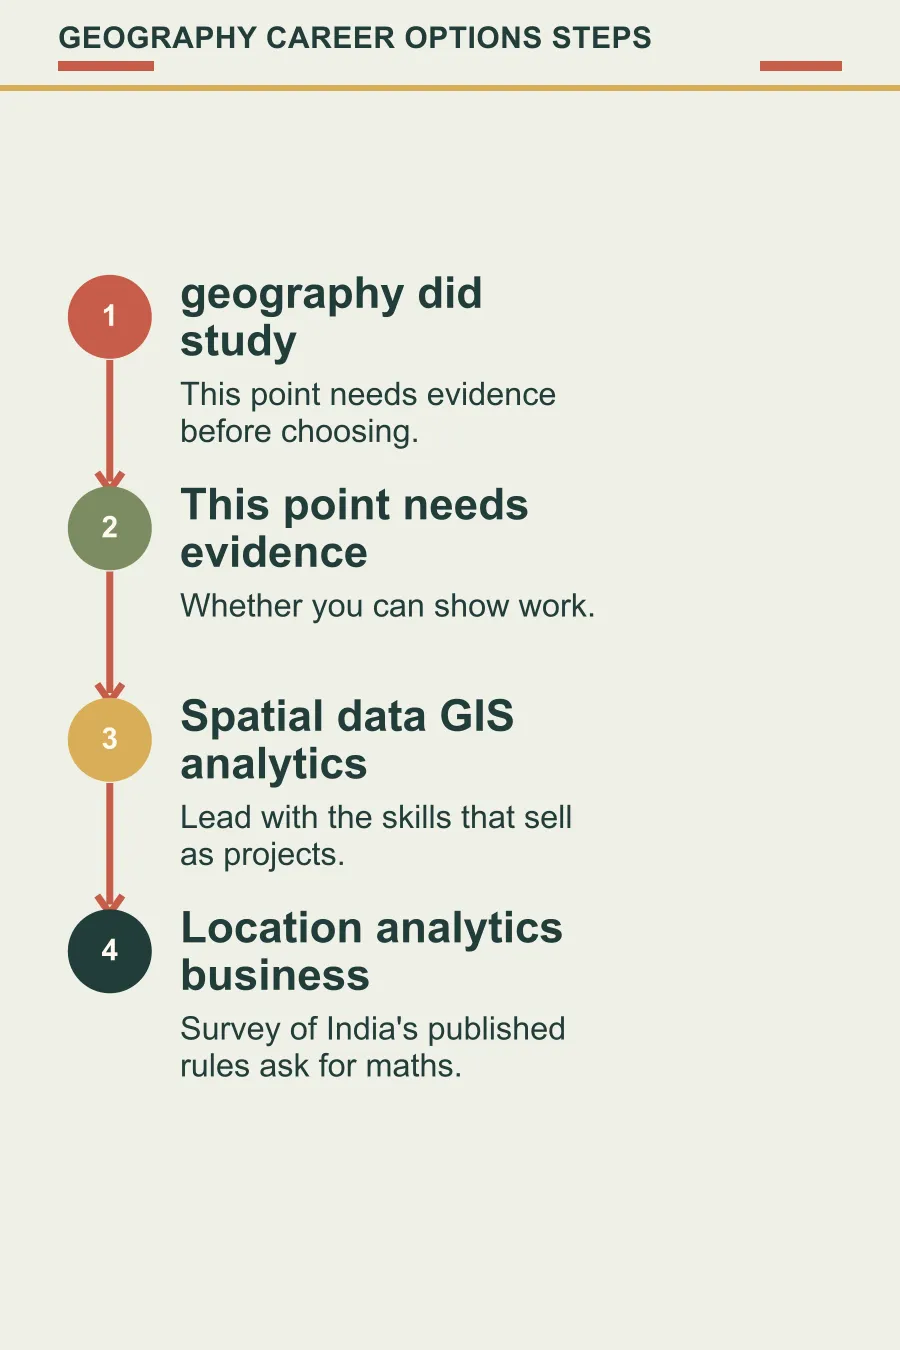 GEOGRAPHY CAREER OPTIONS STEPS
1
geography did
study
This point needs evidence
before choosing.
2
This point needs
evidence
Whether you can show work.
3
Spatial data GIS
analytics
Lead with the skills that sell
as projects.
4
Location analytics
business
Survey of India's published
rules ask for maths.